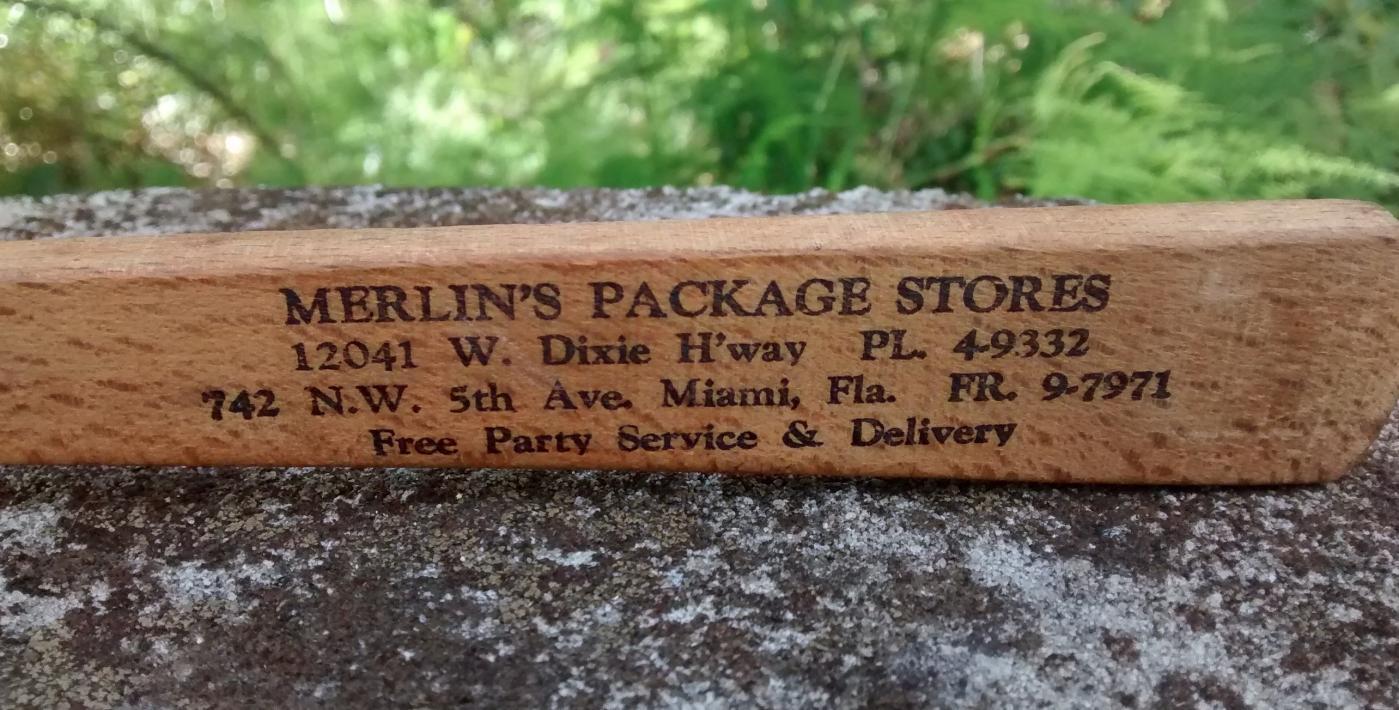 MERLIN'S PACKAGE STORES
12041 W. Dixie H'way PL. 4-9332
742 N.W. 5th Ave. Miami, Fla. FR. 9-7971
Free Party Service & Delivery